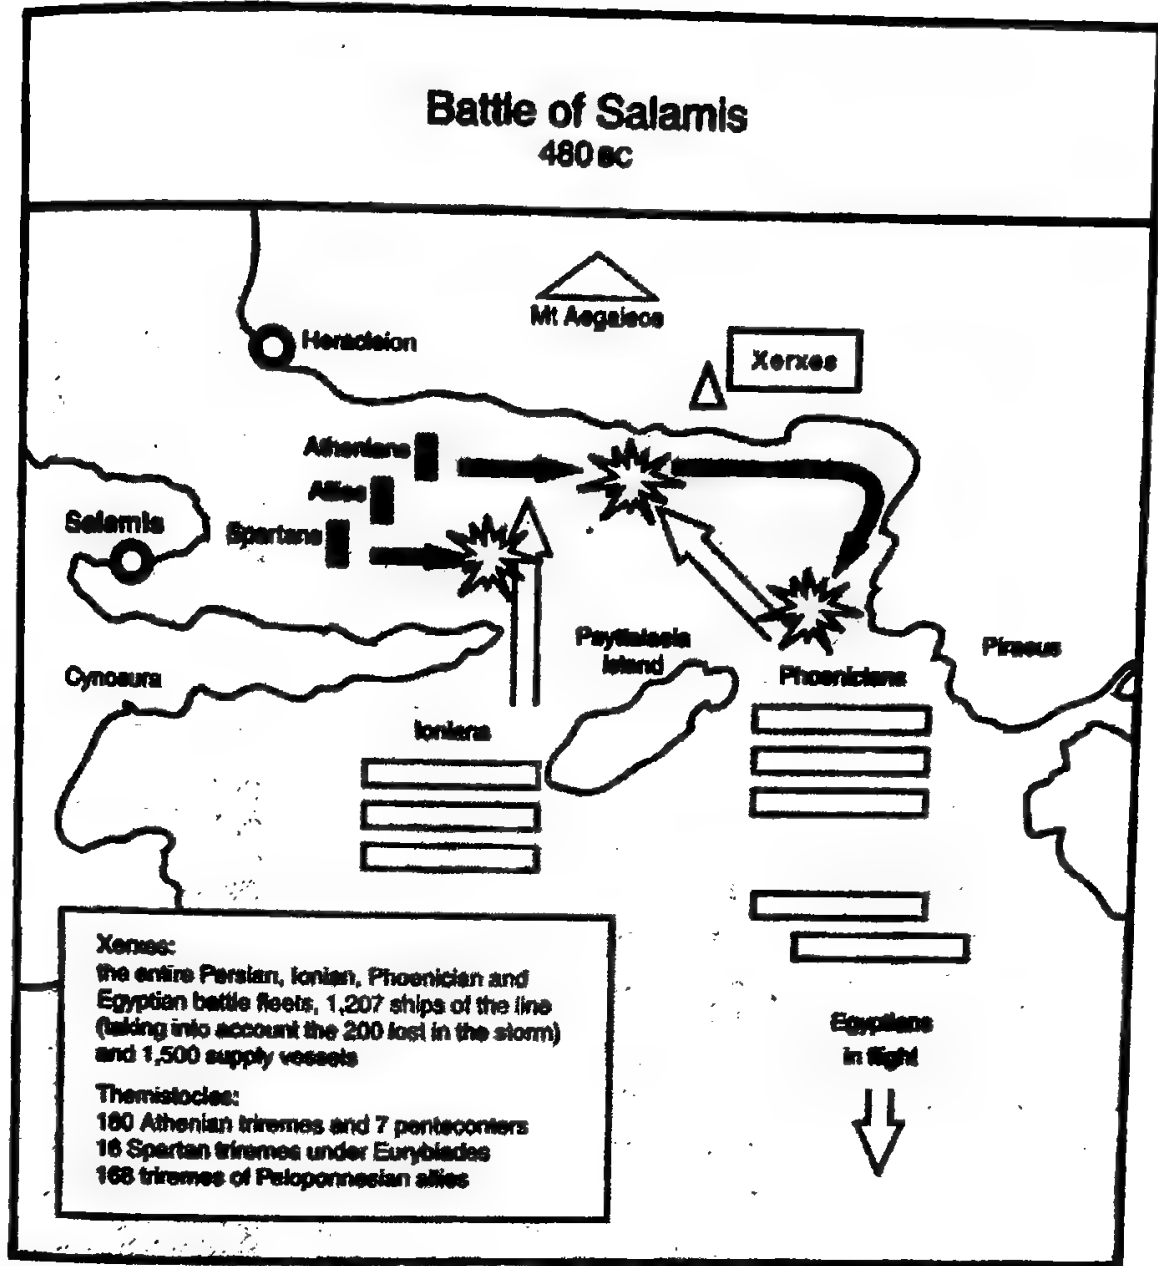 Battle of Salamis
480 BC
Mt Aegaleos
Heracleion
Xerxes
Athenians
Allies
Salamis
Spartans
Psyttaleia
Island
Piraeus
Cynosura
Phoenicians
Ionians
Xerxes:
the entire Persian, Ionian, Phoenician and
Egyptian battle fleets, 1,207 ships of the line
(taking into account the 200 lost in the storm)
and 1,500 supply vessels
Themistocles:
180 Athenian triremes and 7 penteconters
16 Spartan triremes under Eurybiades
168 triremes of Peloponnesian allies
Egyptians
in flight